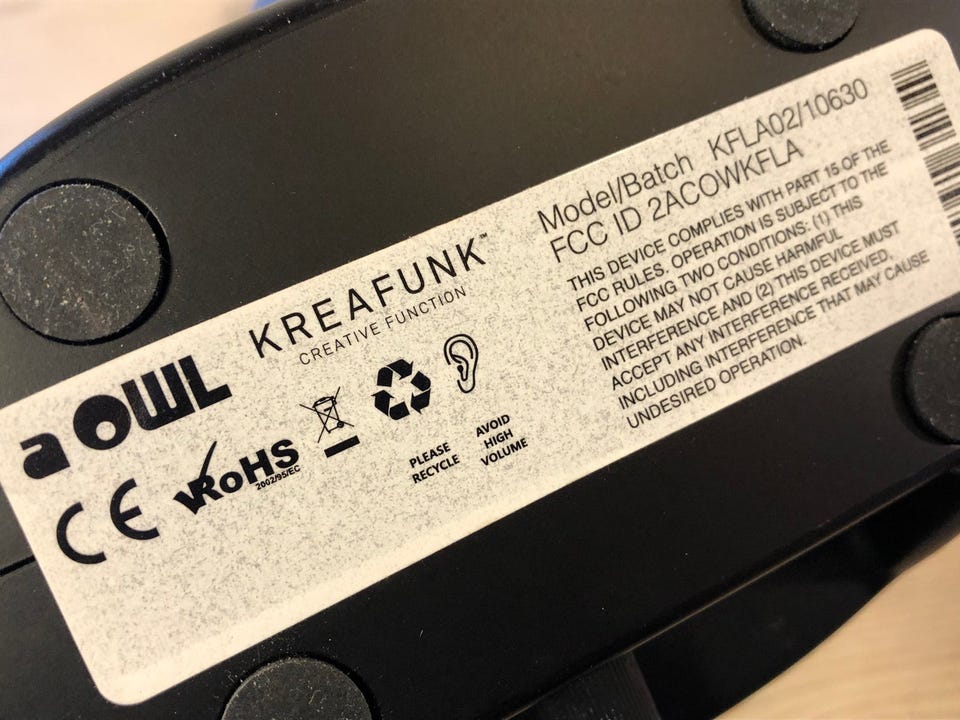 a OWL
KREAFUNK™
CREATIVE FUNCTION
CE
RoHS
2002/95/EC
PLEASE
RECYCLE
AVOID
HIGH
VOLUME
Model/Batch KFLA02/10630
FCC ID 2ACOWKFLA
THIS DEVICE COMPLIES WITH PART 15 OF THE
FCC RULES. OPERATION IS SUBJECT TO THE
FOLLOWING TWO CONDITIONS: (1) THIS
DEVICE MAY NOT CAUSE HARMFUL
INTERFERENCE AND (2) THIS DEVICE MUST
ACCEPT ANY INTERFERENCE RECEIVED,
INCLUDING INTERFERENCE THAT MAY CAUSE
UNDESIRED OPERATION.